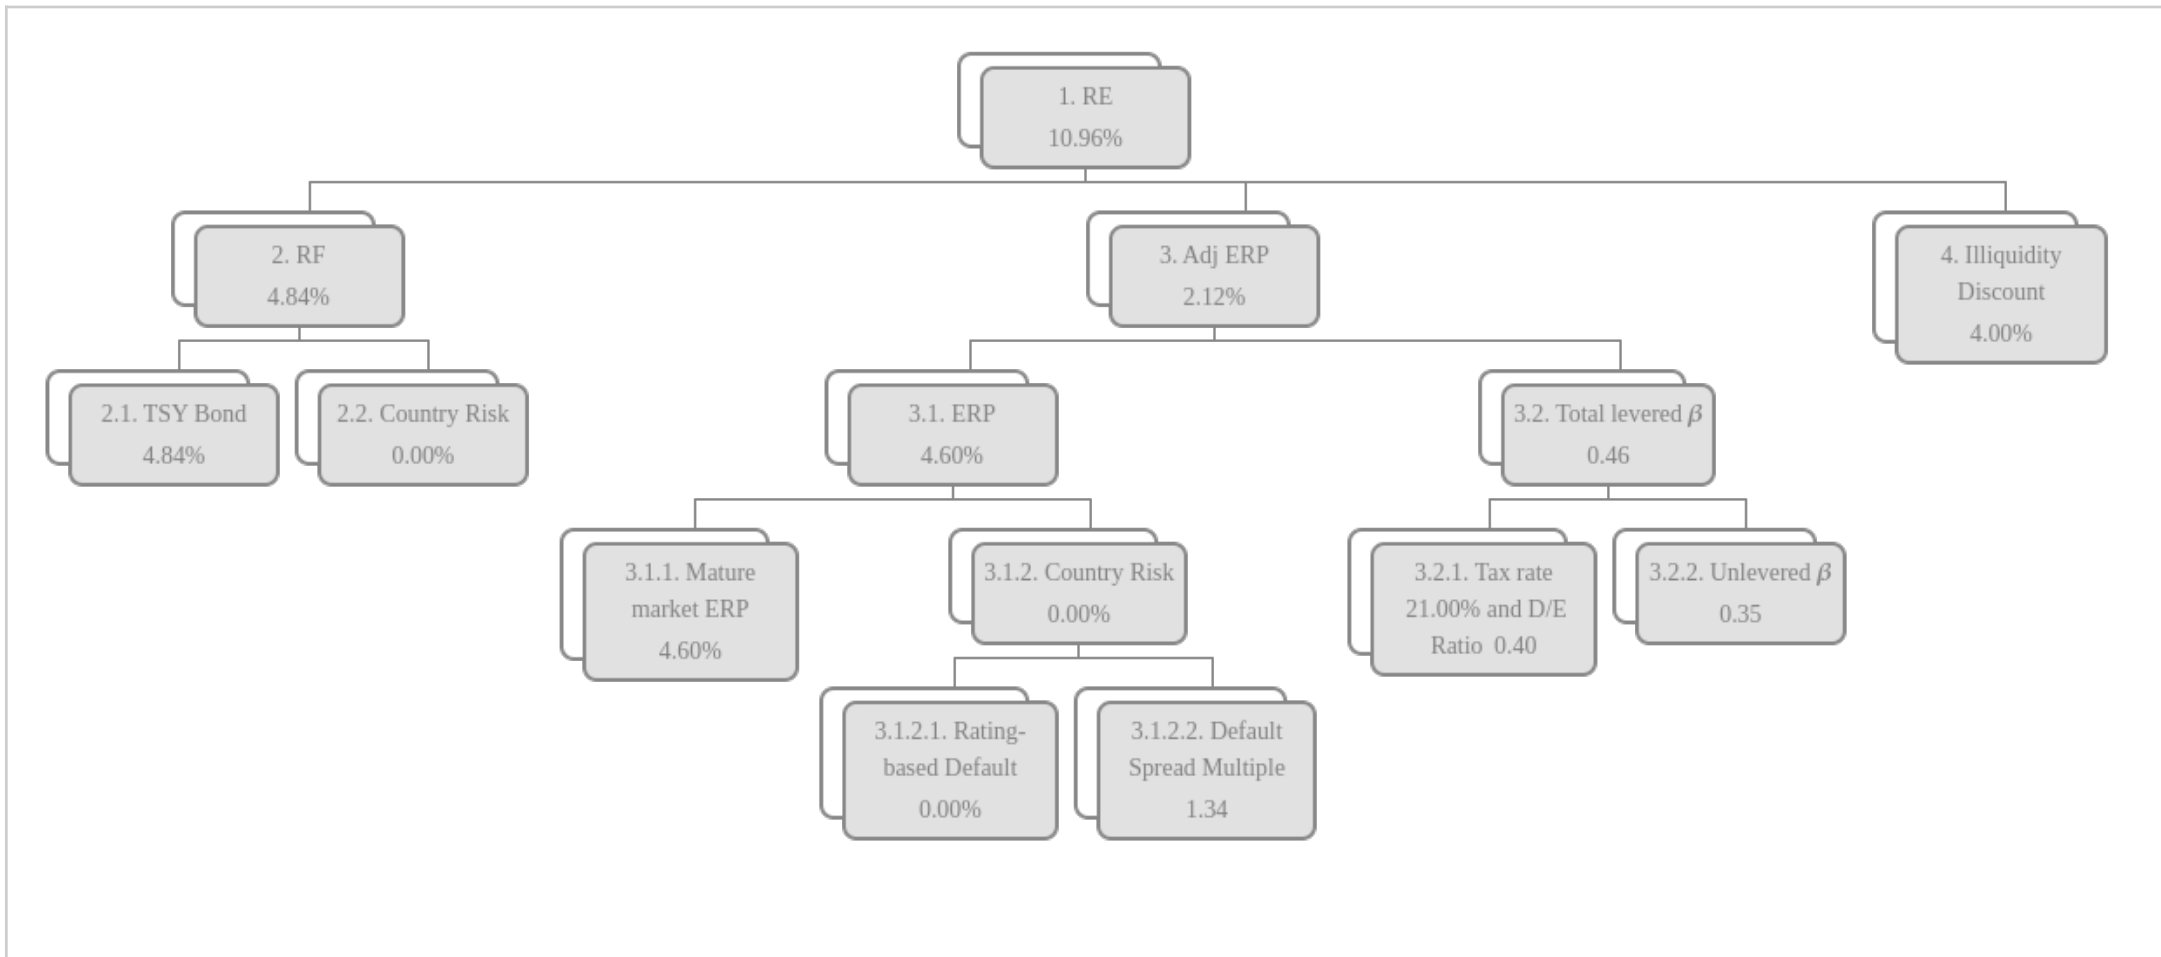 1. RE
10.96%
2. RF
4.84%
3. Adj ERP
2.12%
4. Illiquidity
Discount
4.00%
2.1. TSY Bond
4.84%
2.2. Country Risk
0.00%
3.1. ERP
4.60%
3.2. Total levered β
0.46
3.1.1. Mature
market ERP
4.60%
3.1.2. Country Risk
0.00%
3.2.1. Tax rate
21.00% and D/E
Ratio 0.40
3.2.2. Unlevered β
0.35
3.1.2.1. Rating-
based Default
0.00%
3.1.2.2. Default
Spread Multiple
1.34